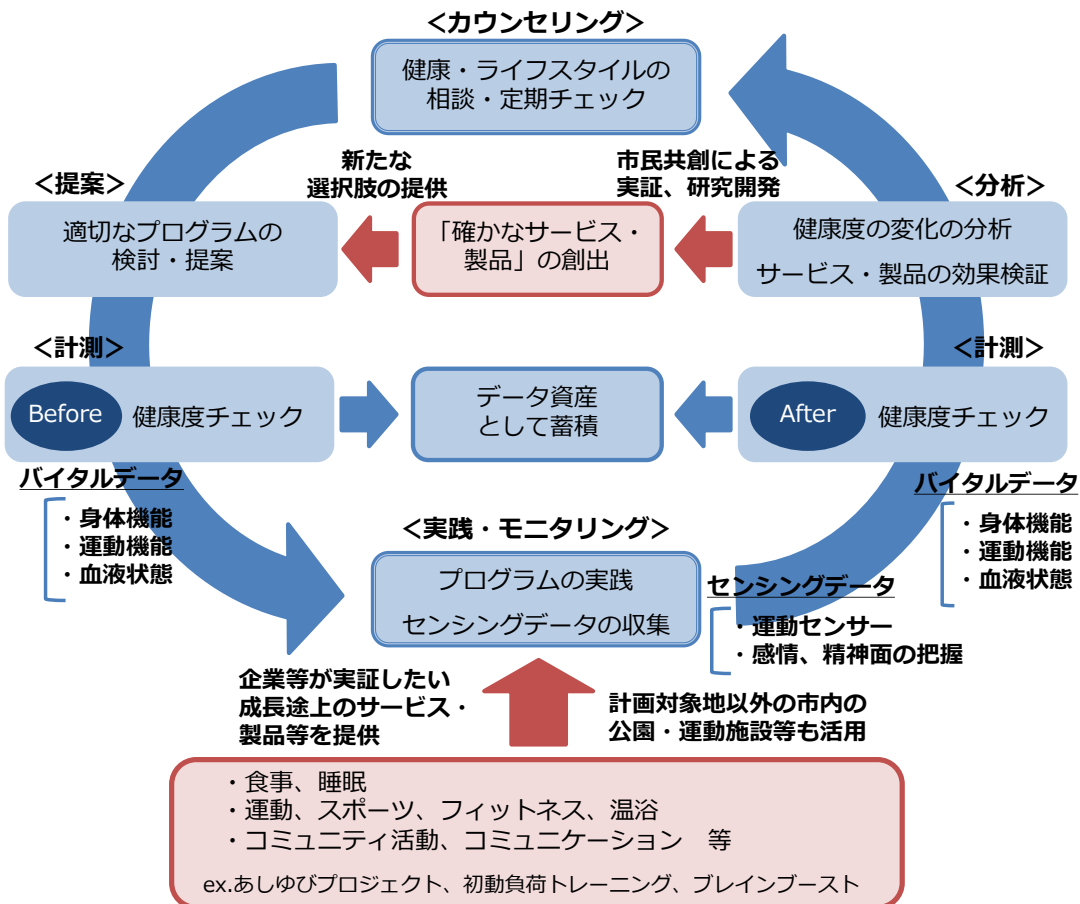 ＜カウンセリング＞
健康・ライフスタイルの
相談・定期チェック
新たな
選択肢の提供
市民共創による
実証、研究開発
＜提案＞
適切なプログラムの
検討・提案
「確かなサービス・
製品」の創出
＜分析＞
健康度の変化の分析
サービス・製品の効果検証
＜計測＞
Before 健康度チェック
データ資産
として蓄積
＜計測＞
After 健康度チェック
バイタルデータ
・身体機能
・運動機能
・血液状態
バイタルデータ
・身体機能
・運動機能
・血液状態
＜実践・モニタリング＞
プログラムの実践
センシングデータの収集
センシングデータ
・運動センサー
・感情、精神面の把握
企業等が実証したい
成長途上のサービス・
製品等を提供
計画対象地以外の市内の
公園・運動施設等も活用
・食事、睡眠
・運動、スポーツ、フィットネス、温浴
・コミュニティ活動、コミュニケーション　等
ex.あしゆびプロジェクト、初動負荷トレーニング、ブレインブースト